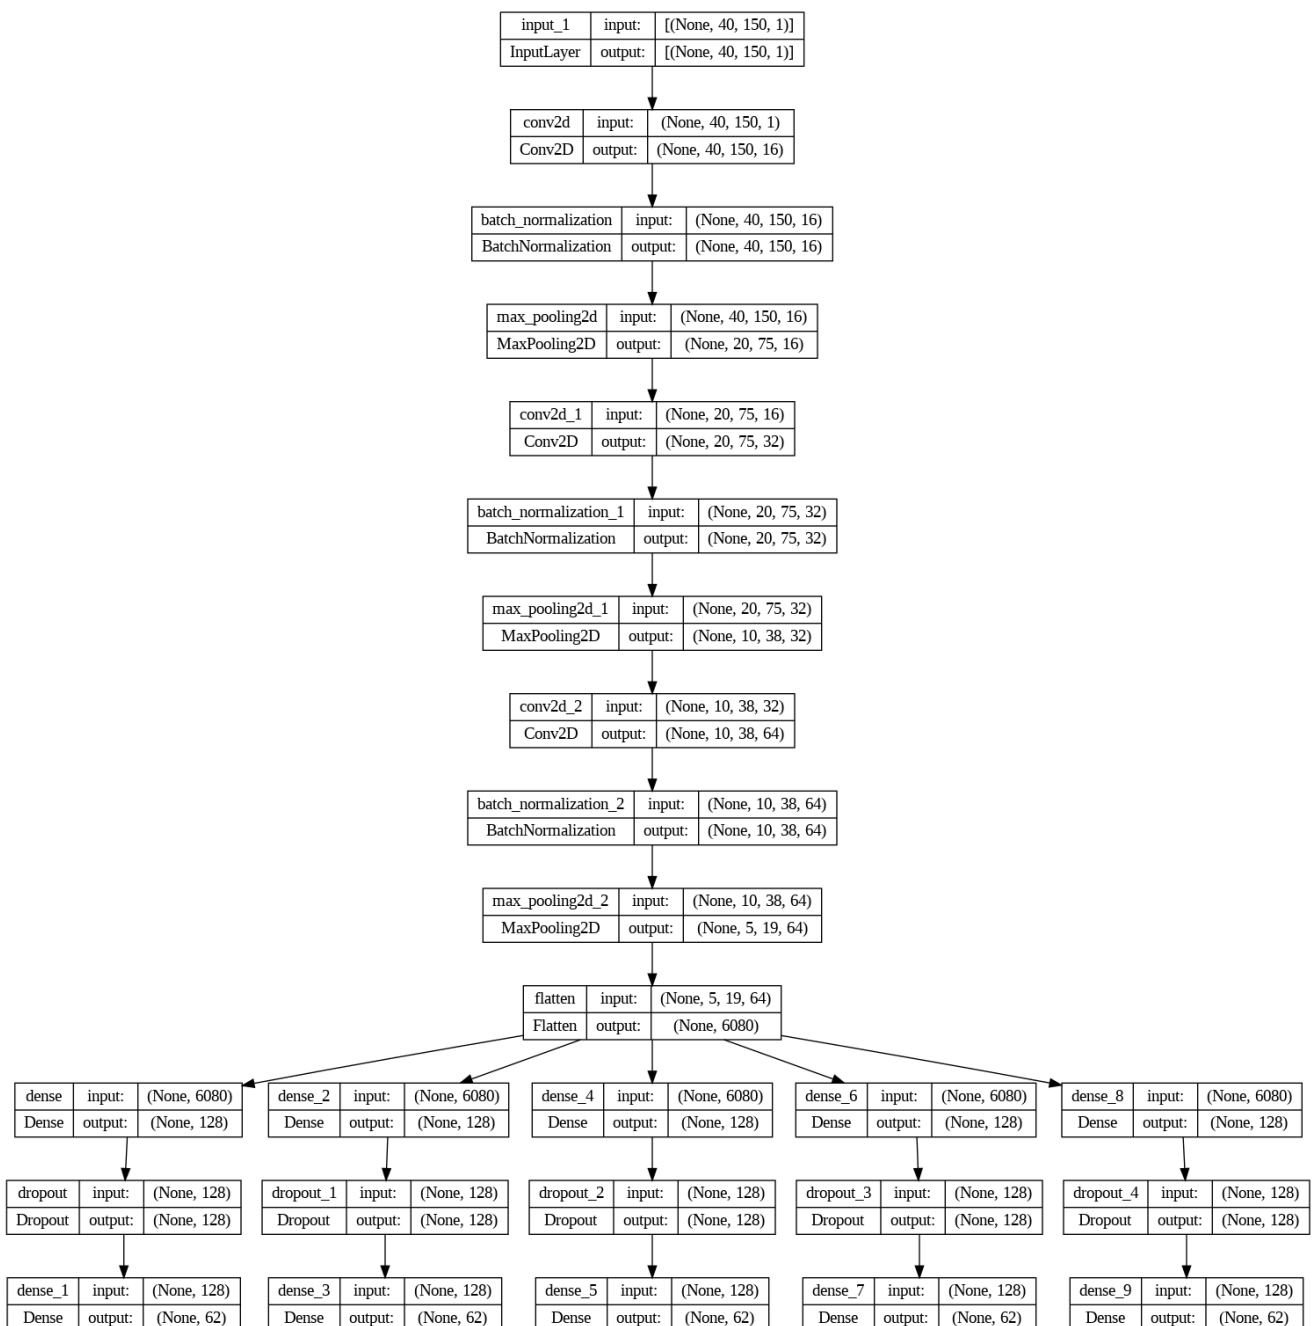 input_1 input: [(None, 40, 150, 1)]
InputLayer output: [(None, 40, 150, 1)]
conv2d input: (None, 40, 150, 1)
Conv2D output: (None, 40, 150, 16)
batch_normalization input: (None, 40, 150, 16)
BatchNormalization output: (None, 40, 150, 16)
max_pooling2d input: (None, 40, 150, 16)
MaxPooling2D output: (None, 20, 75, 16)
conv2d_1 input: (None, 20, 75, 16)
Conv2D output: (None, 20, 75, 32)
batch_normalization_1 input: (None, 20, 75, 32)
BatchNormalization output: (None, 20, 75, 32)
max_pooling2d_1 input: (None, 20, 75, 32)
MaxPooling2D output: (None, 10, 38, 32)
conv2d_2 input: (None, 10, 38, 32)
Conv2D output: (None, 10, 38, 64)
batch_normalization_2 input: (None, 10, 38, 64)
BatchNormalization output: (None, 10, 38, 64)
max_pooling2d_2 input: (None, 10, 38, 64)
MaxPooling2D output: (None, 5, 19, 64)
flatten input: (None, 5, 19, 64)
Flatten output: (None, 6080)
dense input: (None, 6080) dense_2 input: (None, 6080) dense_4 input: (None, 6080) dense_6 input: (None, 6080) dense_8 input: (None, 6080)
Dense output: (None, 128) Dense output: (None, 128) Dense output: (None, 128) Dense output: (None, 128) Dense output: (None, 128)
dropout input: (None, 128) dropout_1 input: (None, 128) dropout_2 input: (None, 128) dropout_3 input: (None, 128) dropout_4 input: (None, 128)
Dropout output: (None, 128) Dropout output: (None, 128) Dropout output: (None, 128) Dropout output: (None, 128) Dropout output: (None, 128)
dense_1 input: (None, 128) dense_3 input: (None, 128) dense_5 input: (None, 128) dense_7 input: (None, 128) dense_9 input: (None, 128)
Dense output: (None, 62) Dense output: (None, 62) Dense output: (None, 62) Dense output: (None, 62) Dense output: (None, 62)